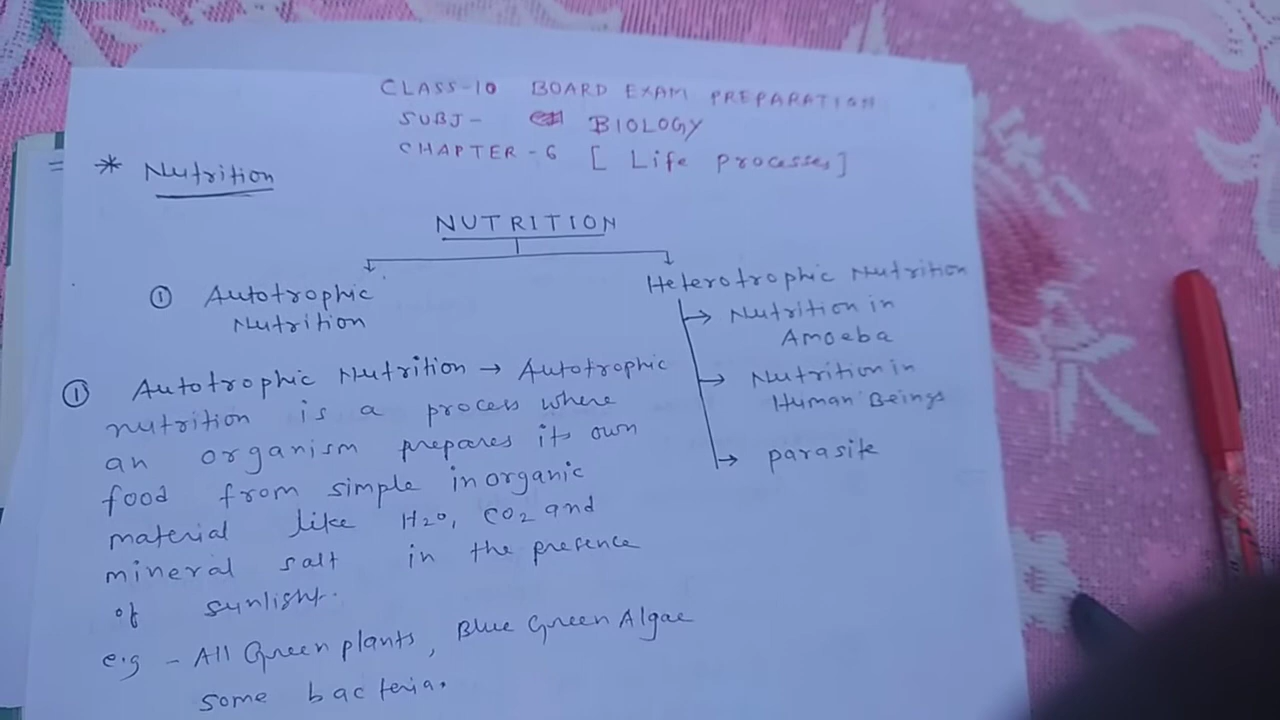 CLASS-10 BOARD EXAM PREPARATION
SUBJ- BIOLOGY
CHAPTER-6 [ Life processes]
* Nutrition
NUTRITION
① Autotrophic
Nutrition
Heterotrophic Nutrition
→ Nutrition in
Amoeba
→ Nutrition in
Human Beings
→ parasite
① Autotrophic Nutrition → Autotrophic
nutrition is a process where
an organism prepares its own
food from simple inorganic
material like H2O, CO2 and
mineral salt in the presence
of sunlight.
e.g - All Green plants, Blue Green Algae
some bacteria.